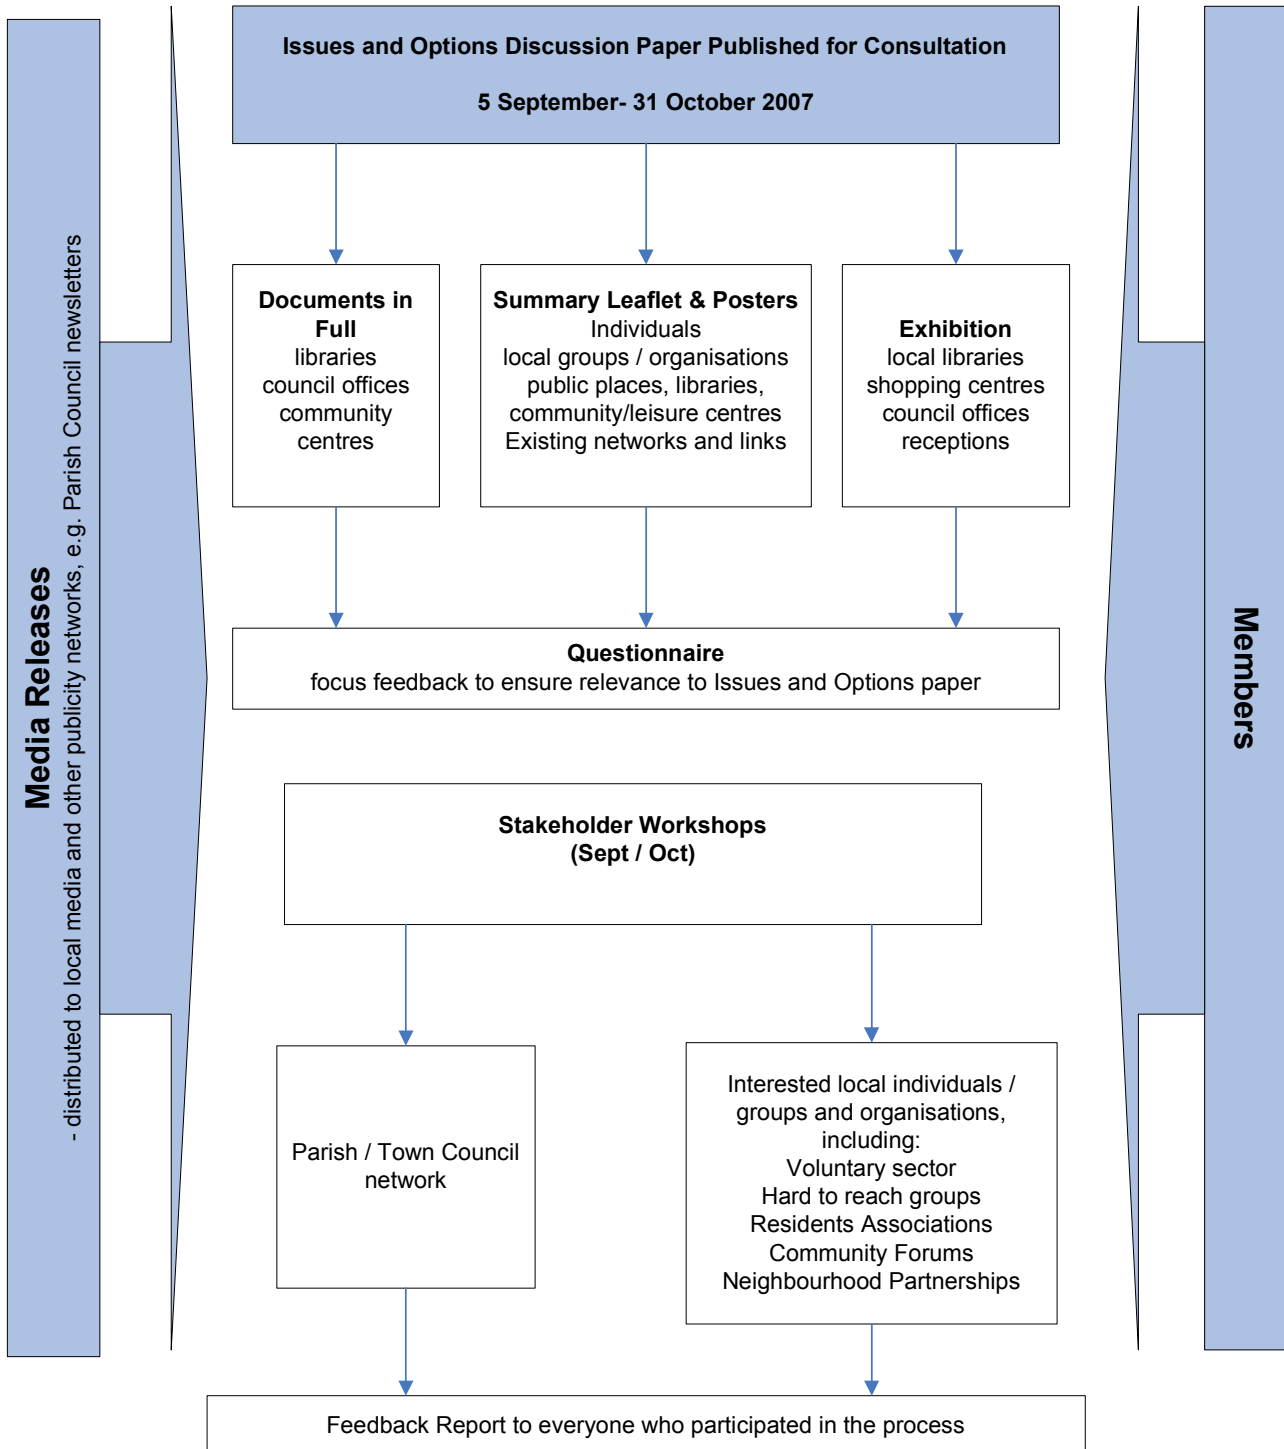 Issues and Options Discussion Paper Published for Consultation
5 September- 31 October 2007
Media Releases
- distributed to local media and other publicity networks, e.g. Parish Council newsletters
Documents in
Full
libraries
council offices
community
centres
Summary Leaflet & Posters
Individuals
local groups / organisations
public places, libraries,
community/leisure centres
Existing networks and links
Exhibition
local libraries
shopping centres
council offices
receptions
Members
Questionnaire
focus feedback to ensure relevance to Issues and Options paper
Stakeholder Workshops
(Sept / Oct)
Parish / Town Council
network
Interested local individuals /
groups and organisations,
including:
Voluntary sector
Hard to reach groups
Residents Associations
Community Forums
Neighbourhood Partnerships
Feedback Report to everyone who participated in the process